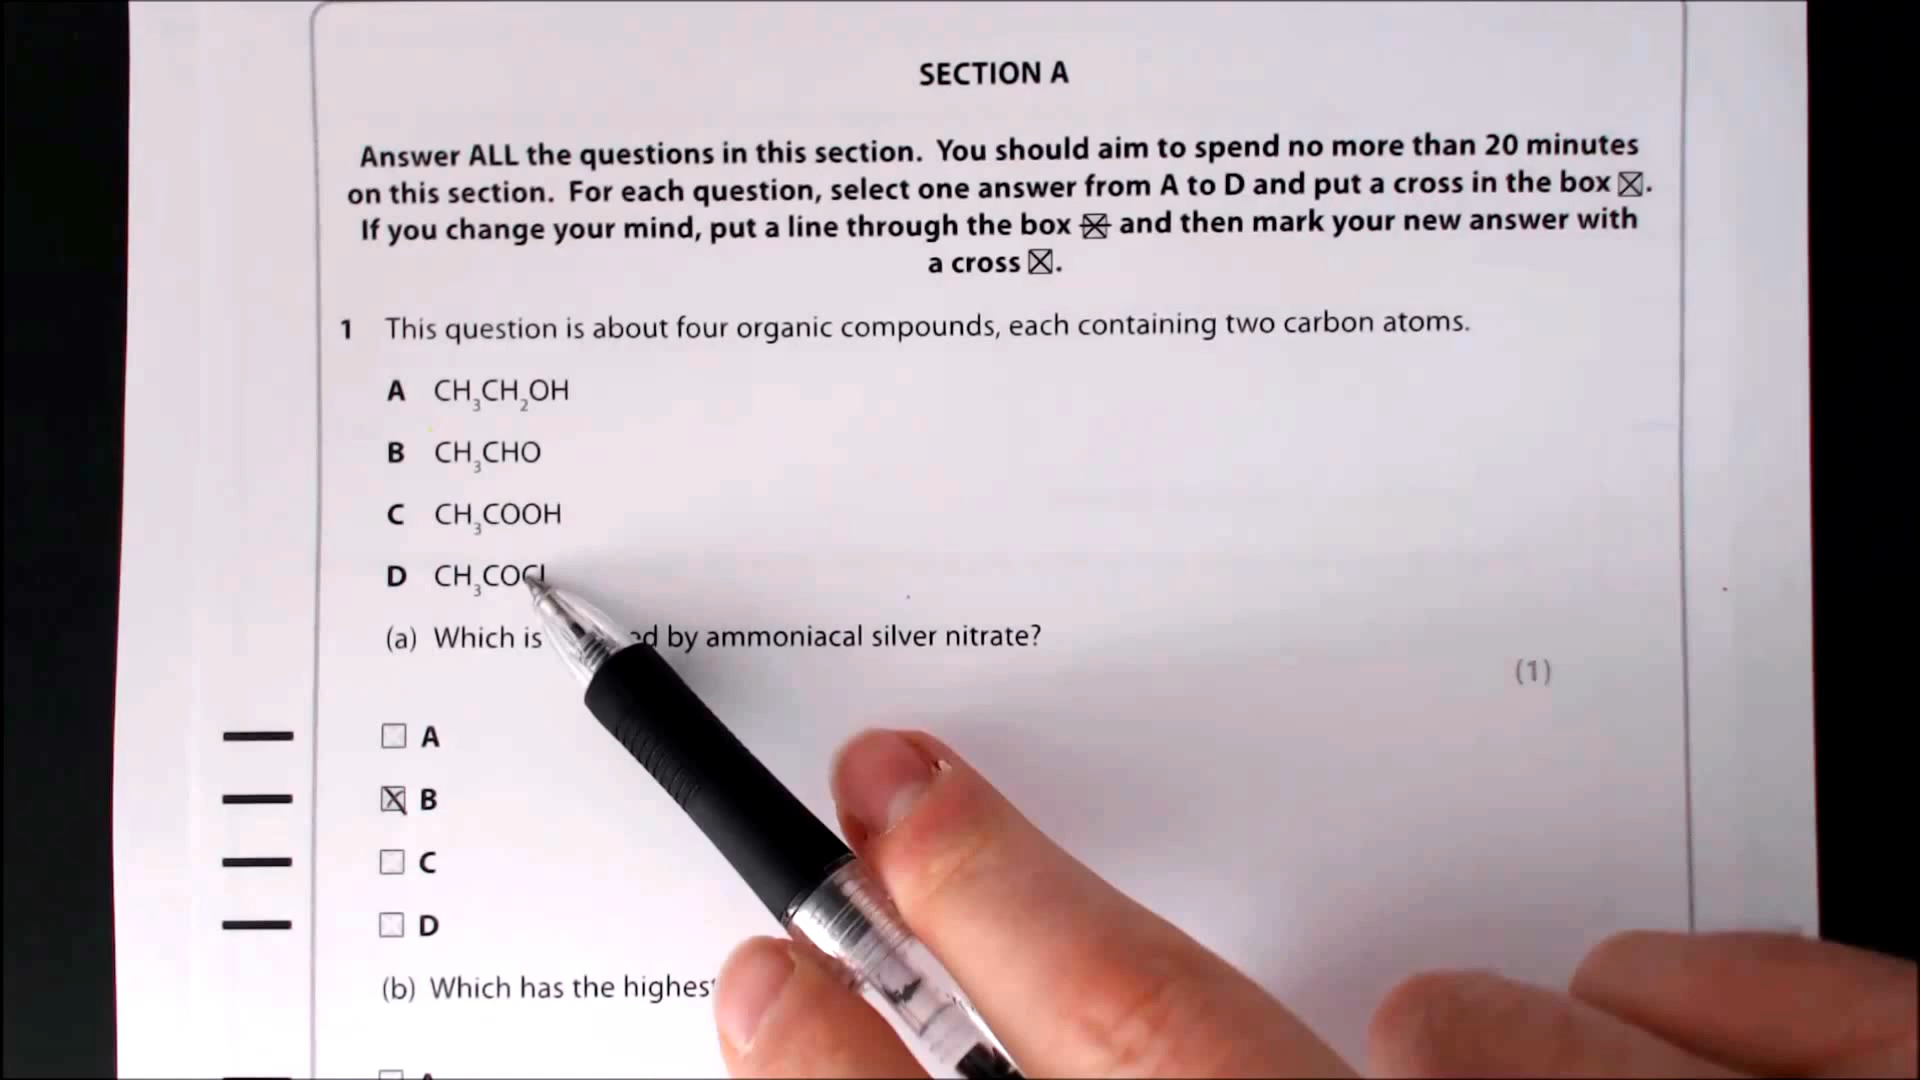 SECTION A
Answer ALL the questions in this section. You should aim to spend no more than 20 minutes
on this section. For each question, select one answer from A to D and put a cross in the box ☒.
If you change your mind, put a line through the box ☒ and then mark your new answer with
a cross ☒.
1 This question is about four organic compounds, each containing two carbon atoms.
A CH₃CH₂OH
B CH₃CHO
C CH₃COOH
D CH₃COCl
(a) Which is by ammoniacal silver nitrate?
(1)
A
B
C
D
(b) Which has the highest